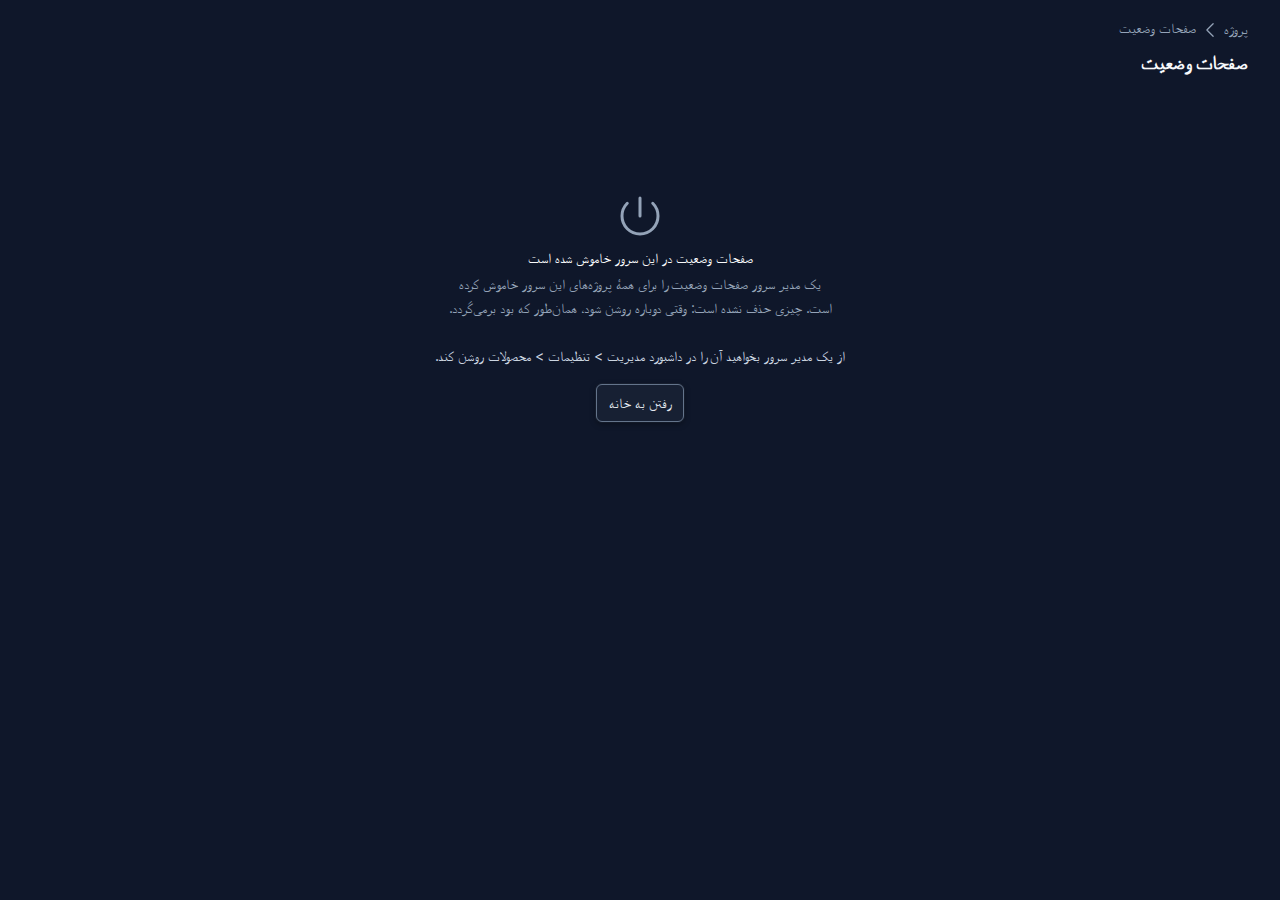 پروژه
صفحات وضعیت
صفحات وضعیت
صفحات وضعیت در این سرور خاموش شده است
یک مدیر سرور صفحات وضعیت را برای همهٔ پروژه‌های این سرور خاموش کرده
است. چیزی حذف نشده است: وقتی دوباره روشن شود، همان‌طور که بود برمی‌گردد.
از یک مدیر سرور بخواهید آن را در داشبورد مدیریت > تنظیمات > محصولات روشن کند.
رفتن به خانه